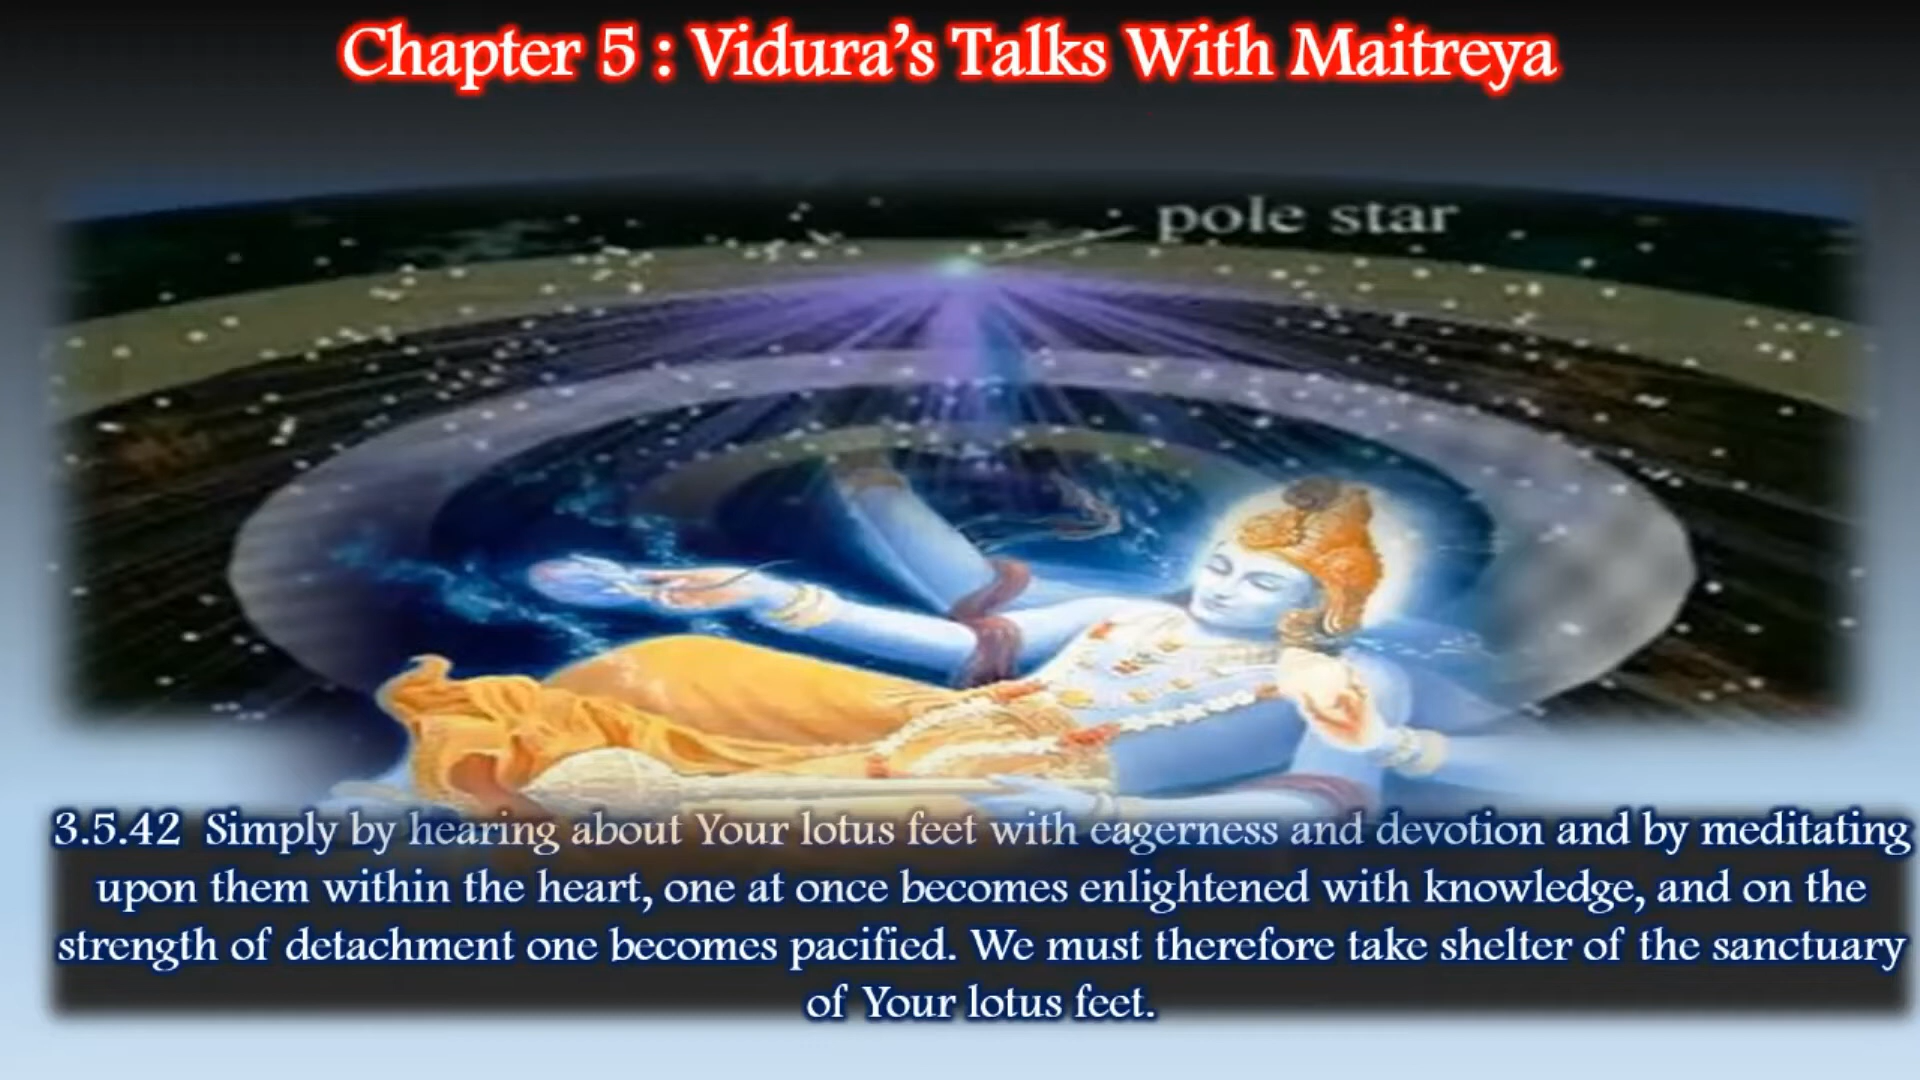 Chapter 5 : Vidura’s Talks With Maitreya
pole star
3.5.42 Simply by hearing about Your lotus feet with eagerness and devotion and by meditating
upon them within the heart, one at once becomes enlightened with knowledge, and on the
strength of detachment one becomes pacified. We must therefore take shelter of the sanctuary
of Your lotus feet.